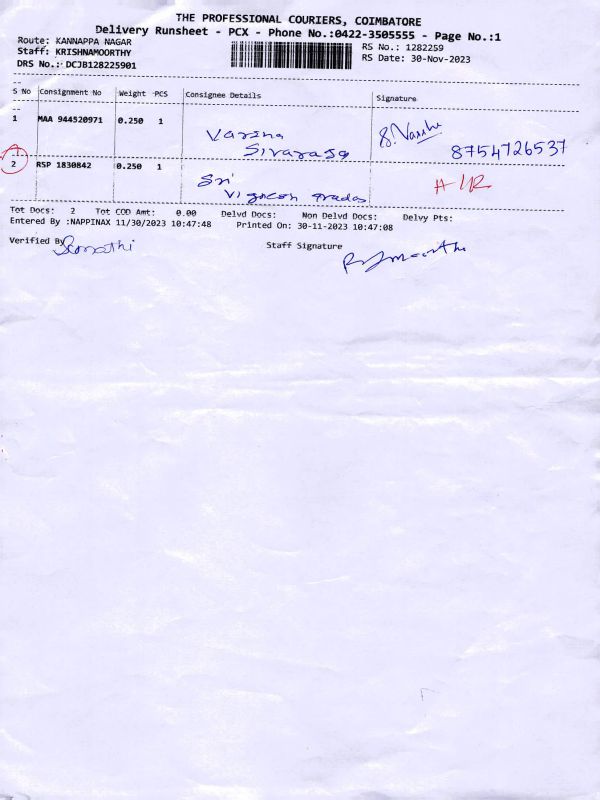 THE PROFESSIONAL COURIERS, COIMBATORE
Delivery Runsheet - PCX - Phone No.:0422-3505555 - Page No.:1
Route: KANNAPPA NAGAR
RS No.: 1282259
Staff: KRISHNAMOORTHY
RS Date: 30-Nov-2023
DRS No.: DCJB128225901
S No Consignment No Weight PCS Consignee Details Signature
1 MAA 944520971 0.250 1
Varsna
Sivarasa
S. Varsha
8754726537
2 RSP 1830842 0.250 1
Sri
Vignesh
Tot Docs: 2 Tot COD Amt: 0.00 Delvd Docs: Non Delvd Docs: Delvy Pts:
Entered By :NAPPINAX 11/30/2023 10:47:48 Printed On: 30-11-2023 10:47:08
Verified By
Staff Signature